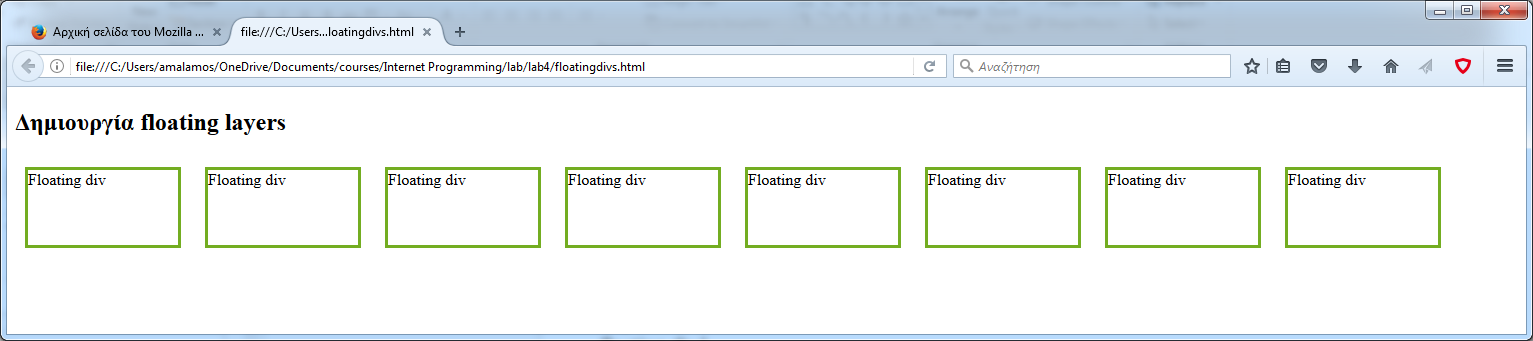 Αρχική σελίδα του Mozilla ...
file:///C:/Users...loatingdivs.html
file:///C:/Users/amalamos/OneDrive/Documents/courses/Internet Programming/lab/lab4/floatingdivs.html
Αναζήτηση
Δημιουργία floating layers
Floating div Floating div Floating div Floating div Floating div Floating div Floating div Floating div